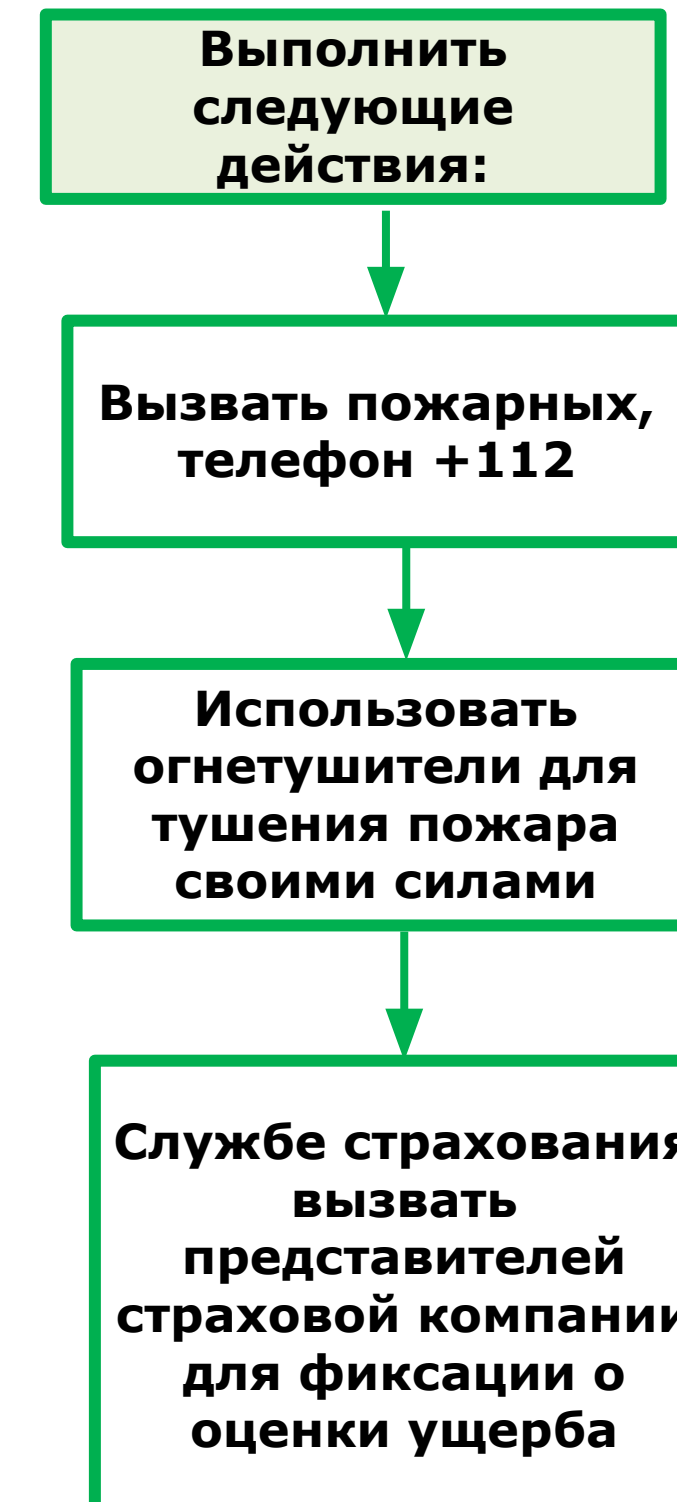 Выполнить
следующие
действия:
Вызвать пожарных,
телефон +112
Использовать
огнетушители для
тушения пожара
своими силами
Службе страхования
вызвать
представителей
страховой компании
для фиксации о
оценки ущерба